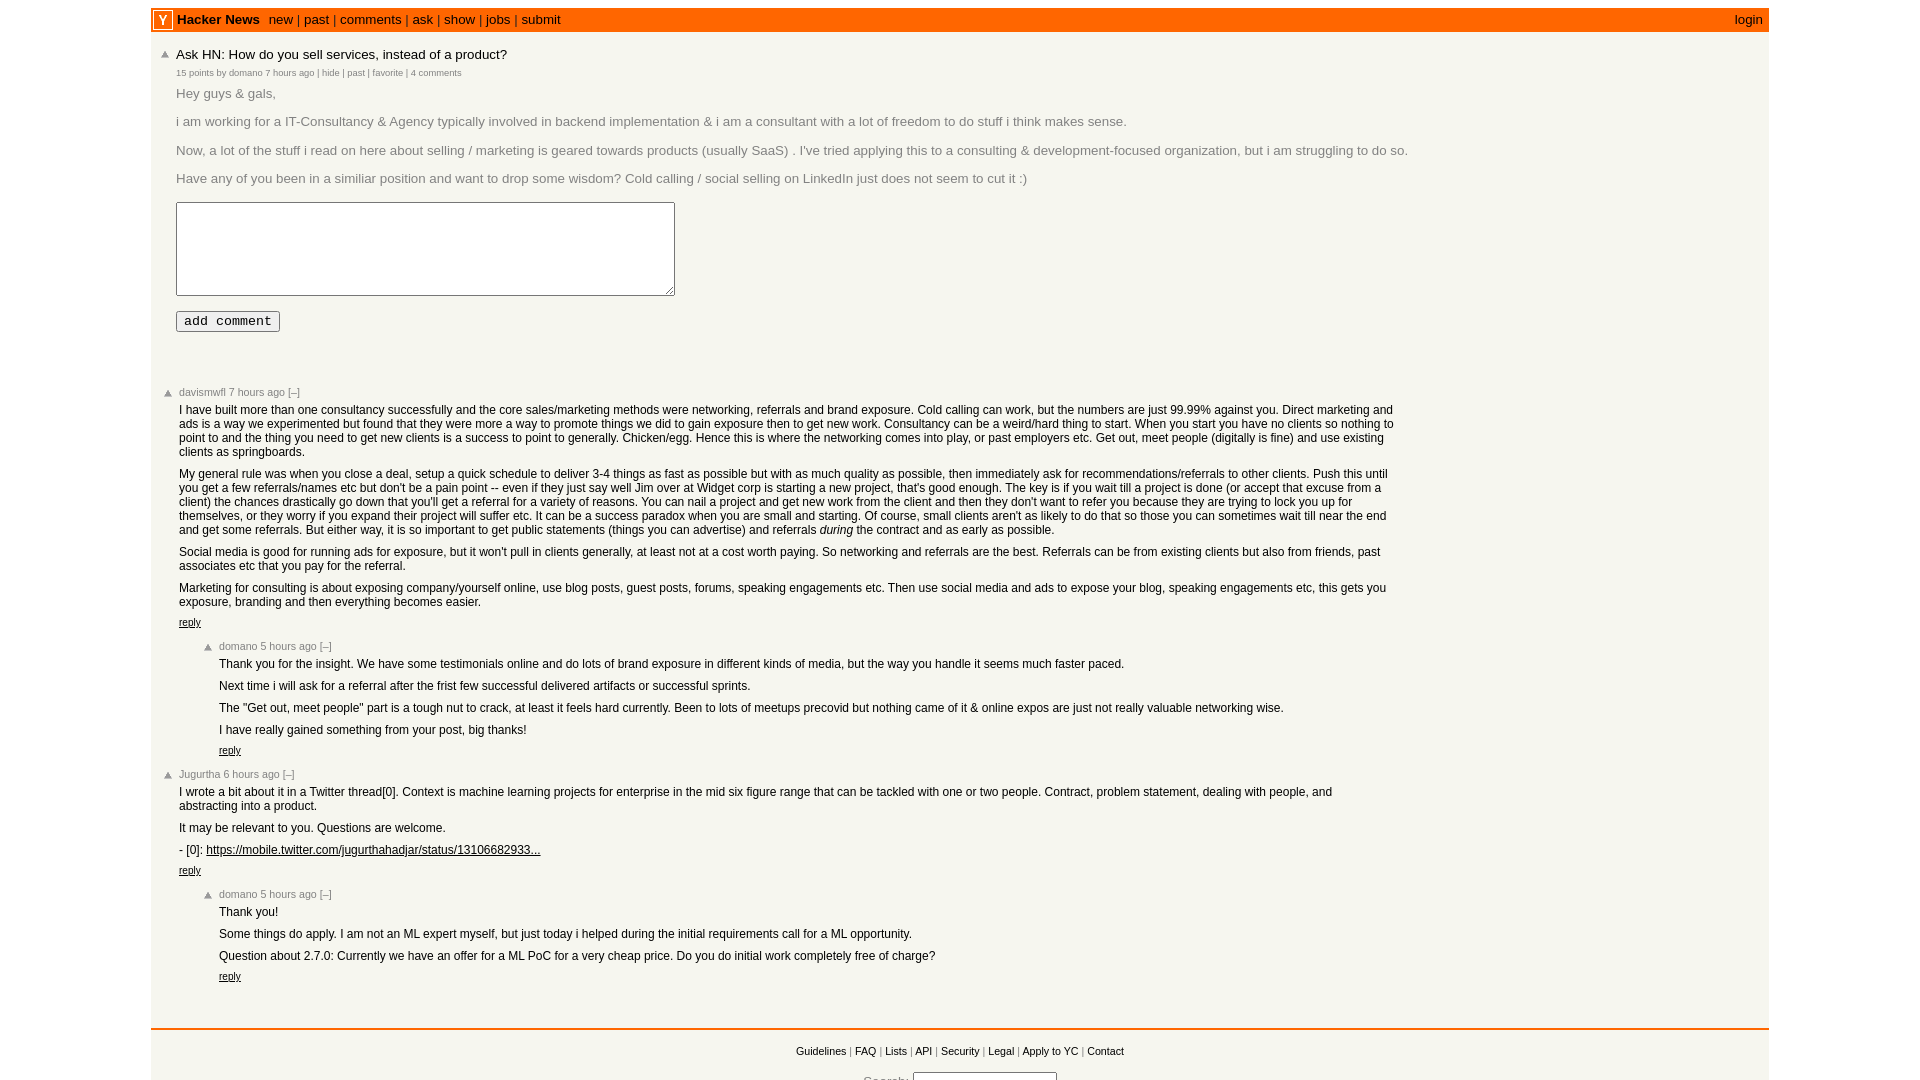 Y Hacker News new | past | comments | ask | show | jobs | submit login
Ask HN: How do you sell services, instead of a product?
15 points by domano 7 hours ago | hide | past | favorite | 4 comments
Hey guys & gals,
i am working for a IT-Consultancy & Agency typically involved in backend implementation & i am a consultant with a lot of freedom to do stuff i think makes sense.
Now, a lot of the stuff i read on here about selling / marketing is geared towards products (usually SaaS) . I've tried applying this to a consulting & development-focused organization, but i am struggling to do so.
Have any of you been in a similiar position and want to drop some wisdom? Cold calling / social selling on LinkedIn just does not seem to cut it :)
add comment
davismwfl 7 hours ago [–]
I have built more than one consultancy successfully and the core sales/marketing methods were networking, referrals and brand exposure. Cold calling can work, but the numbers are just 99.99% against you. Direct marketing and
ads is a way we experimented but found that they were more a way to promote things we did to gain exposure then to get new work. Consultancy can be a weird/hard thing to start. When you start you have no clients so nothing to
point to and the thing you need to get new clients is a success to point to generally. Chicken/egg. Hence this is where the networking comes into play, or past employers etc. Get out, meet people (digitally is fine) and use existing
clients as springboards.
My general rule was when you close a deal, setup a quick schedule to deliver 3-4 things as fast as possible but with as much quality as possible, then immediately ask for recommendations/referrals to other clients. Push this until
you get a few referrals/names etc but don't be a pain point -- even if they just say well Jim over at Widget corp is starting a new project, that's good enough. The key is if you wait till a project is done (or accept that excuse from a
client) the chances drastically go down that you'll get a referral for a variety of reasons. You can nail a project and get new work from the client and then they don't want to refer you because they are trying to lock you up for
themselves, or they worry if you expand their project will suffer etc. It can be a success paradox when you are small and starting. Of course, small clients aren't as likely to do that so those you can sometimes wait till near the end
and get some referrals. But either way, it is so important to get public statements (things you can advertise) and referrals during the contract and as early as possible.
Social media is good for running ads for exposure, but it won't pull in clients generally, at least not at a cost worth paying. So networking and referrals are the best. Referrals can be from existing clients but also from friends, past
associates etc that you pay for the referral.
Marketing for consulting is about exposing company/yourself online, use blog posts, guest posts, forums, speaking engagements etc. Then use social media and ads to expose your blog, speaking engagements etc, this gets you
exposure, branding and then everything becomes easier.
reply
domano 5 hours ago [–]
Thank you for the insight. We have some testimonials online and do lots of brand exposure in different kinds of media, but the way you handle it seems much faster paced.
Next time i will ask for a referral after the frist few successful delivered artifacts or successful sprints.
The "Get out, meet people" part is a tough nut to crack, at least it feels hard currently. Been to lots of meetups precovid but nothing came of it & online expos are just not really valuable networking wise.
I have really gained something from your post, big thanks!
reply
Jugurtha 6 hours ago [–]
I wrote a bit about it in a Twitter thread[0]. Context is machine learning projects for enterprise in the mid six figure range that can be tackled with one or two people. Contract, problem statement, dealing with people, and
abstracting into a product.
It may be relevant to you. Questions are welcome.
- [0]: https://mobile.twitter.com/jugurthahadjar/status/13106682933...
reply
domano 5 hours ago [–]
Thank you!
Some things do apply. I am not an ML expert myself, but just today i helped during the initial requirements call for a ML opportunity.
Question about 2.7.0: Currently we have an offer for a ML PoC for a very cheap price. Do you do initial work completely free of charge?
reply
Guidelines | FAQ | Lists | API | Security | Legal | Apply to YC | Contact
Search: